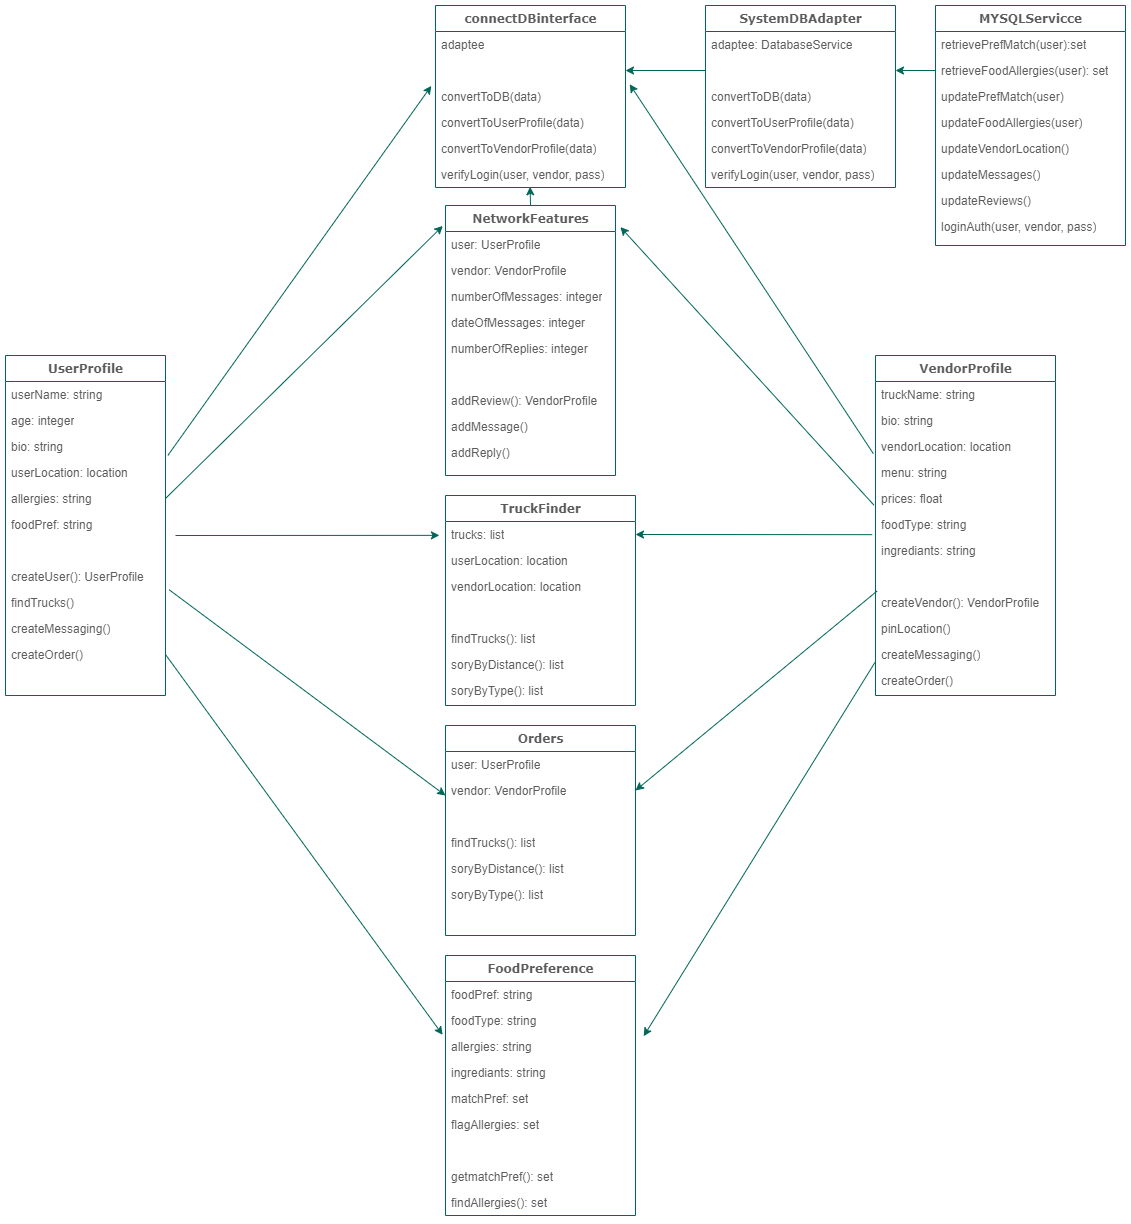 connectDBinterface
adaptee
convertToDB(data)
convertToUserProfile(data)
convertToVendorProfile(data)
verifyLogin(user, vendor, pass)
SystemDBAdapter
adaptee: DatabaseService
convertToDB(data)
convertToUserProfile(data)
convertToVendorProfile(data)
verifyLogin(user, vendor, pass)
MYSQLServicce
retrievePrefMatch(user):set
retrieveFoodAllergies(user): set
updatePrefMatch(user)
updateFoodAllergies(user)
updateVendorLocation()
updateMessages()
updateReviews()
loginAuth(user, vendor, pass)
NetworkFeatures
user: UserProfile
vendor: VendorProfile
numberOfMessages: integer
dateOfMessages: integer
numberOfReplies: integer
addReview(): VendorProfile
addMessage()
addReply()
UserProfile
userName: string
age: integer
bio: string
userLocation: location
allergies: string
foodPref: string
createUser(): UserProfile
findTrucks()
createMessaging()
createOrder()
VendorProfile
truckName: string
bio: string
vendorLocation: location
menu: string
prices: float
foodType: string
ingrediants: string
createVendor(): VendorProfile
pinLocation()
createMessaging()
createOrder()
TruckFinder
trucks: list
userLocation: location
vendorLocation: location
findTrucks(): list
soryByDistance(): list
soryByType(): list
Orders
user: UserProfile
vendor: VendorProfile
findTrucks(): list
soryByDistance(): list
soryByType(): list
FoodPreference
foodPref: string
foodType: string
allergies: string
ingrediants: string
matchPref: set
flagAllergies: set
getmatchPref(): set
findAllergies(): set